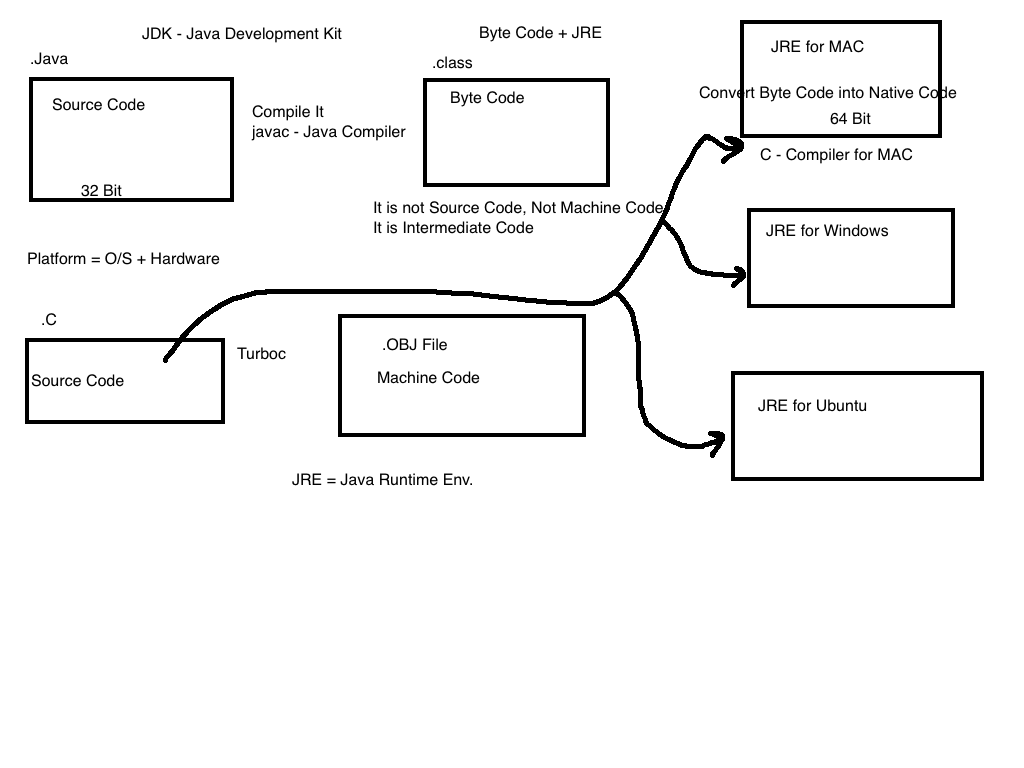 JDK - Java Development Kit
Byte Code + JRE
.Java
.class
Source Code
32 Bit
Compile It
javac - Java Compiler
Byte Code
It is not Source Code, Not Machine Code
It is Intermediate Code
JRE for MAC
Convert Byte Code into Native Code
64 Bit
C - Compiler for MAC
JRE for Windows
Platform = O/S + Hardware
.C
Source Code
Turboc
.OBJ File
Machine Code
JRE for Ubuntu
JRE = Java Runtime Env.